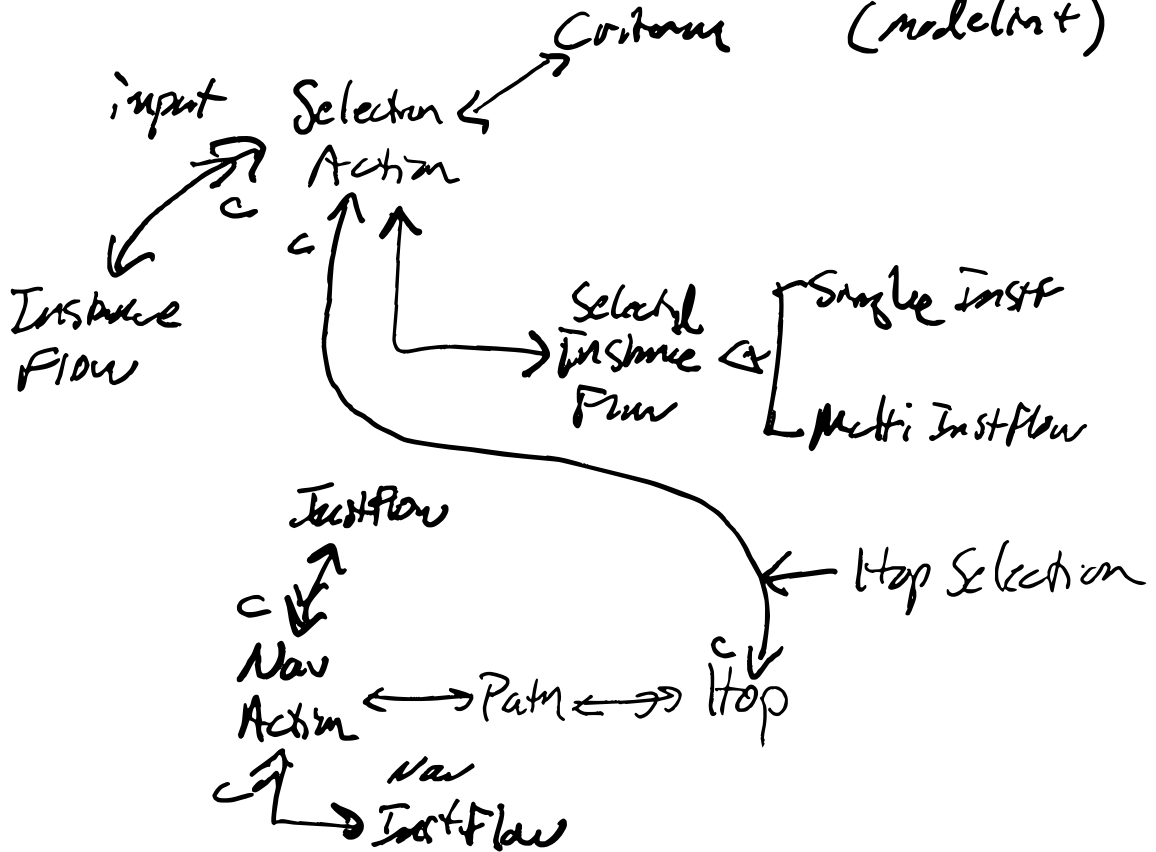 (modelint)
Criterion
input
Selection
Action
c
c
Instance
Flow
Selected
Instance
Flow
Single InstF
Multi InstFlow
InstFlow
Hop Selection
c
Nav
Action
Path
c
Hop
c
Nav
InstFlow